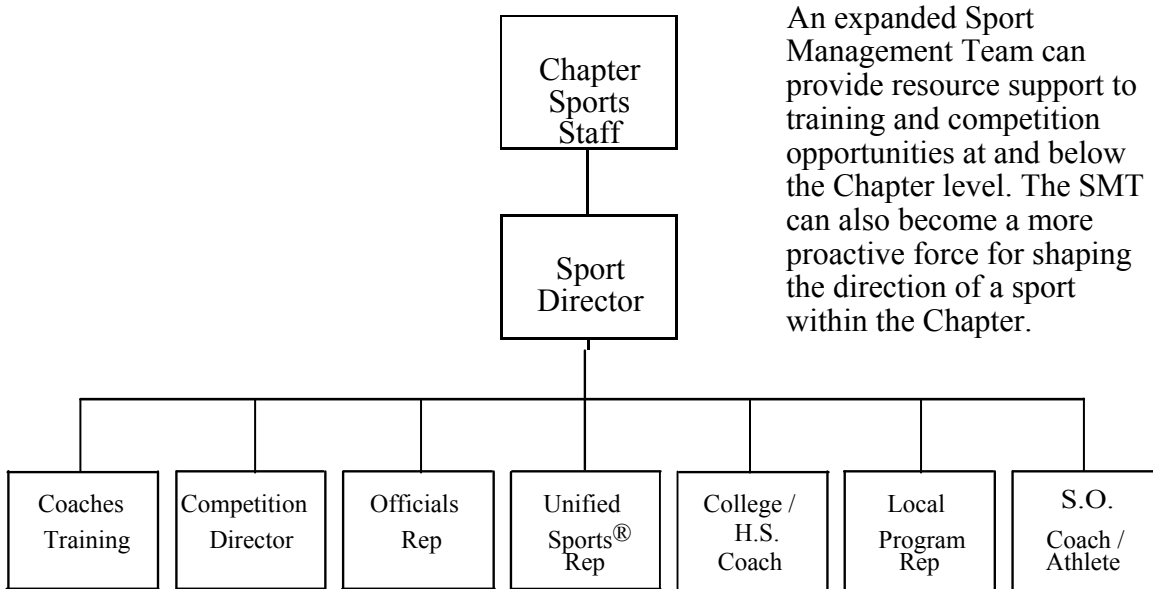 Chapter
Sports
Staff
An expanded Sport
Management Team can
provide resource support to
training and competition
opportunities at and below
the Chapter level. The SMT
can also become a more
proactive force for shaping
the direction of a sport
within the Chapter.
Sport
Director
Coaches
Training
Competition
Director
Officials
Rep
Unified
Sports®
Rep
College /
H.S.
Coach
Local
Program
Rep
S.O.
Coach /
Athlete